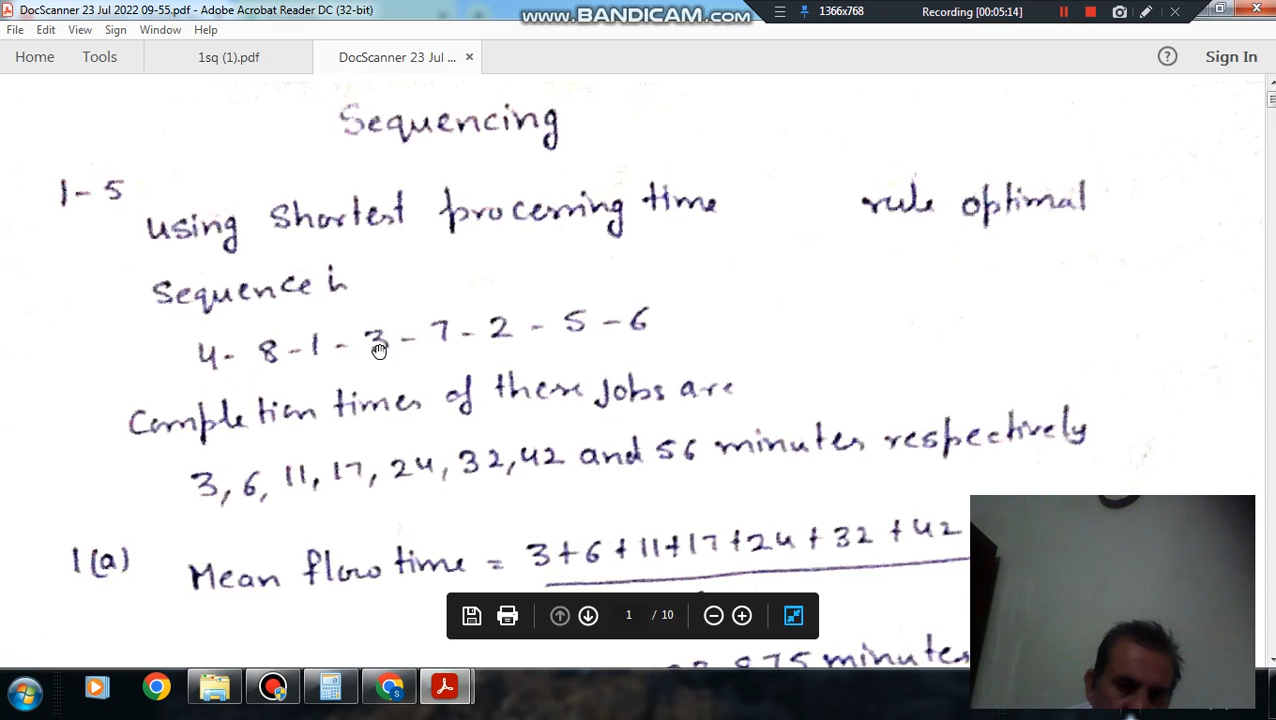 DocScanner 23 Jul 2022 09-55.pdf - Adobe Acrobat Reader DC (32-bit)
www.BANDICAM.com
1366x768
Recording [00:05:14]
File Edit View Sign Window Help
Home Tools 1sq (1).pdf DocScanner 23 Jul ... × Sign In
Sequencing
1-5
using shortest processing time rule optimal
Sequence is
4- 8-1- 3-7-2-5-6
Completion times of these Jobs are
3, 6, 11, 17, 24, 32, 42 and 56 minutes respectively
1(a) Mean flow time = 3+6+11+17+24+32+42
1 / 10
875 minutes